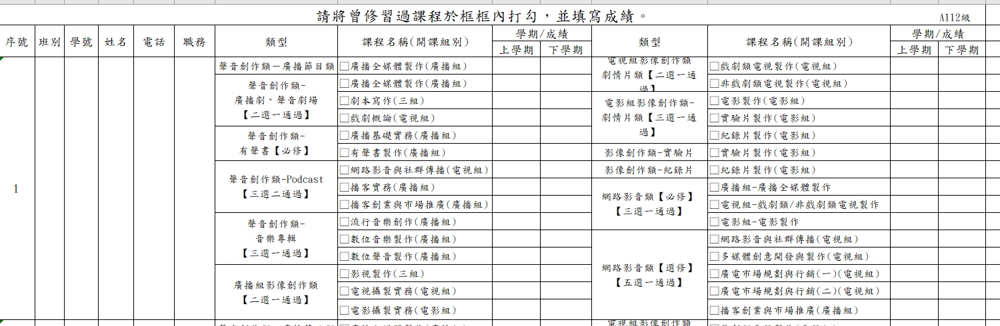 請將曾修習過課程於框框內打勾，並填寫成績。
A112級
序號 班別 學號 姓名 電話 職務 類型 課程名稱(開課組別) 學期/成績 類型 課程名稱(開課組別) 學期/成績
上學期 下學期 上學期 下學期
1
聲音創作類－廣播節目類
□廣播全媒體製作(廣播組)
聲音創作類-
廣播劇、聲音劇場
【二選一通過】
□廣播全媒體製作(廣播組)
□劇本寫作(三組)
□戲劇概論(電視組)
聲音創作類-
有聲書【必修】
□廣播基礎實務(廣播組)
□有聲書製作(廣播組)
聲音創作類-Podcast
【三選二通過】
□網路影音與社群傳播(電視組)
□播客實務(廣播組)
□播客創業與市場推廣(廣播組)
聲音創作類-
音樂專輯
【三選一通過】
□流行音樂創作(廣播組)
□數位音樂製作(廣播組)
□數位聲音製作(廣播組)
廣播組影像創作類
【二選一通過】
□影視製作(三組)
□電視攝製實務(電視組)
□電影攝製實務(電影組)
電視組影像創作類
劇情片類【二選一通
過】
□戲劇類電視製作(電視組)
□非戲劇類電視製作(電視組)
電影組影像創作類-
劇情片類【三選一通
過】
□電影製作(電影組)
□實驗片製作(電影組)
□紀錄片製作(電影組)
影像創作類-實驗片
□實驗片製作(電影組)
影像創作類-紀錄片
□紀錄片製作(電影組)
網路影音類【必修】
【三選一通過】
□廣播組-廣播全媒體製作
□電視組-戲劇類/非戲劇類電視製作
□電影組-電影製作
網路影音類【選修】
【五選一通過】
□網路影音與社群傳播(電視組)
□多媒體創意開發與製作(電視組)
□廣電市場規劃與行銷(一)(電視組)
□廣電市場規劃與行銷(二)(電視組)
□播客創業與市場推廣(廣播組)
電視組影像創作類